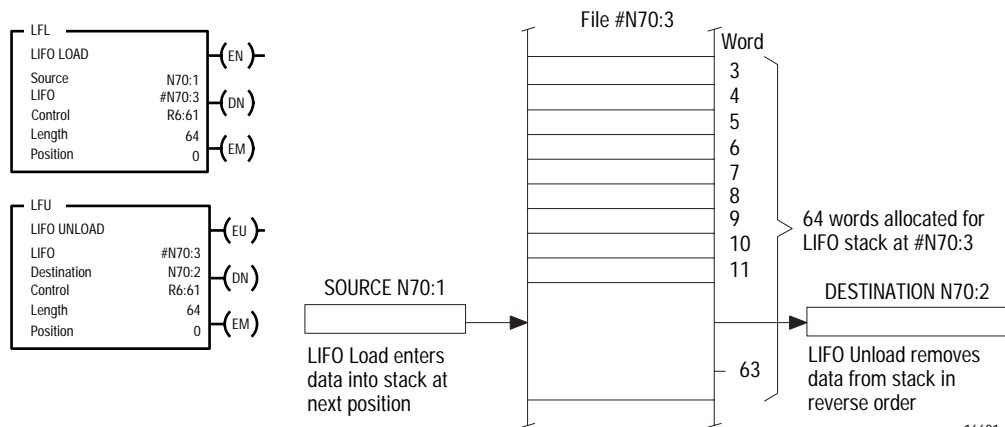 LFL
LIFO LOAD
Source N70:1
LIFO #N70:3
Control R6:61
Length 64
Position 0
EN
DN
EM
LFU
LIFO UNLOAD
LIFO #N70:3
Destination N70:2
Control R6:61
Length 64
Position 0
EU
DN
EM
File #N70:3
Word
3
4
5
6
7
8
9
10
11
63
64 words allocated for
LIFO stack at #N70:3
SOURCE N70:1
LIFO Load enters
data into stack at
next position
DESTINATION N70:2
LIFO Unload removes
data from stack in
reverse order